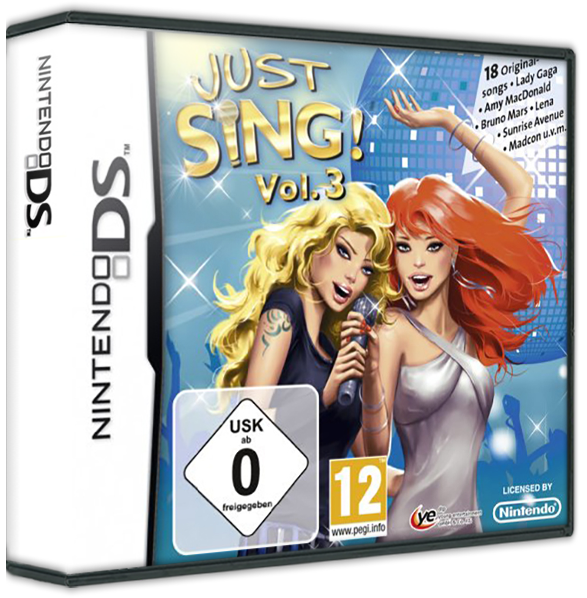 NINTENDO DS™
NINTENDO DS™
JUST
SING!
Vol.3
18 Original-
songs • Lady Gaga
• Amy MacDonald
• Bruno Mars • Lena
• Sunrise Avenue
• Madcon u.v.m.
USK
ab
0
freigegeben
12
www.pegi.info
ye
LICENSED BY
Nintendo